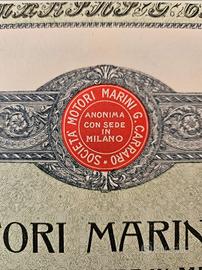 SOCIETÀ MOTORI MARINI G. CARRARO
ANONIMA
CON SEDE
IN
MILANO
TORI MARIN